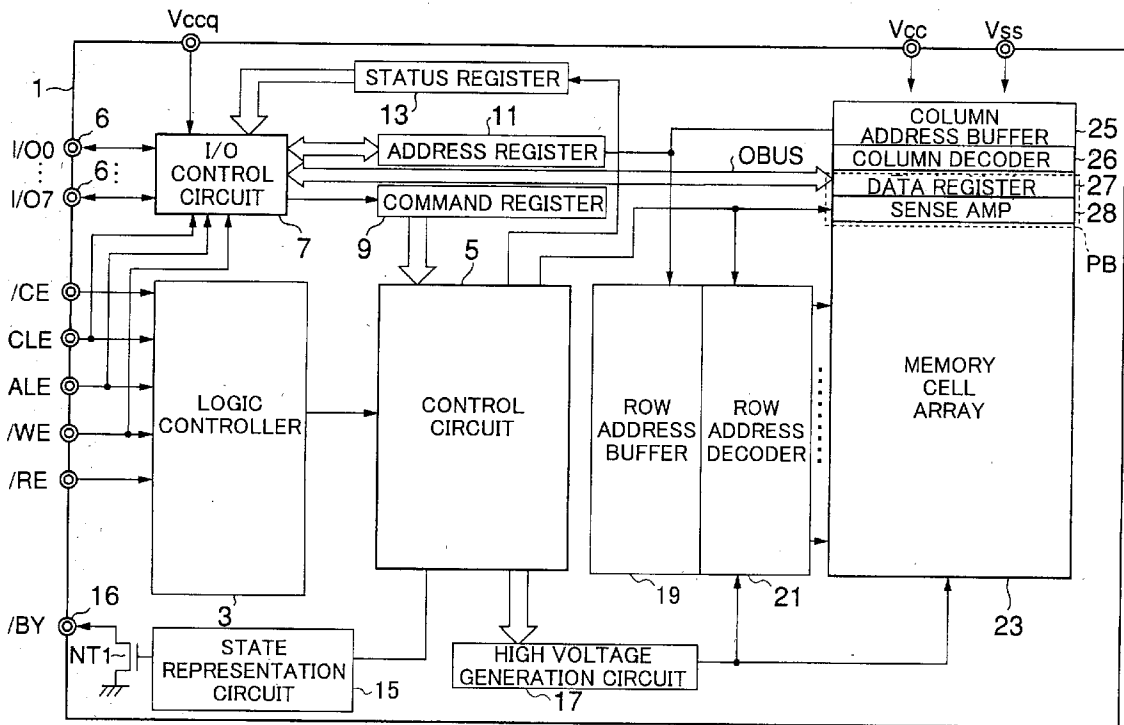 Vccq
Vcc
Vss
1
STATUS REGISTER
13
11
6
I/O0
6
I/O7
I/O
CONTROL
CIRCUIT
7
ADDRESS REGISTER
OBUS
COMMAND REGISTER
9
5
COLUMN
ADDRESS BUFFER
25
COLUMN DECODER
26
DATA REGISTER
27
SENSE AMP
28
PB
/CE
CLE
ALE
/WE
/RE
LOGIC
CONTROLLER
3
CONTROL
CIRCUIT
ROW
ADDRESS
BUFFER
19
ROW
ADDRESS
DECODER
21
MEMORY
CELL
ARRAY
23
16
/BY
NT1
STATE
REPRESENTATION
CIRCUIT
15
HIGH VOLTAGE
GENERATION CIRCUIT
17